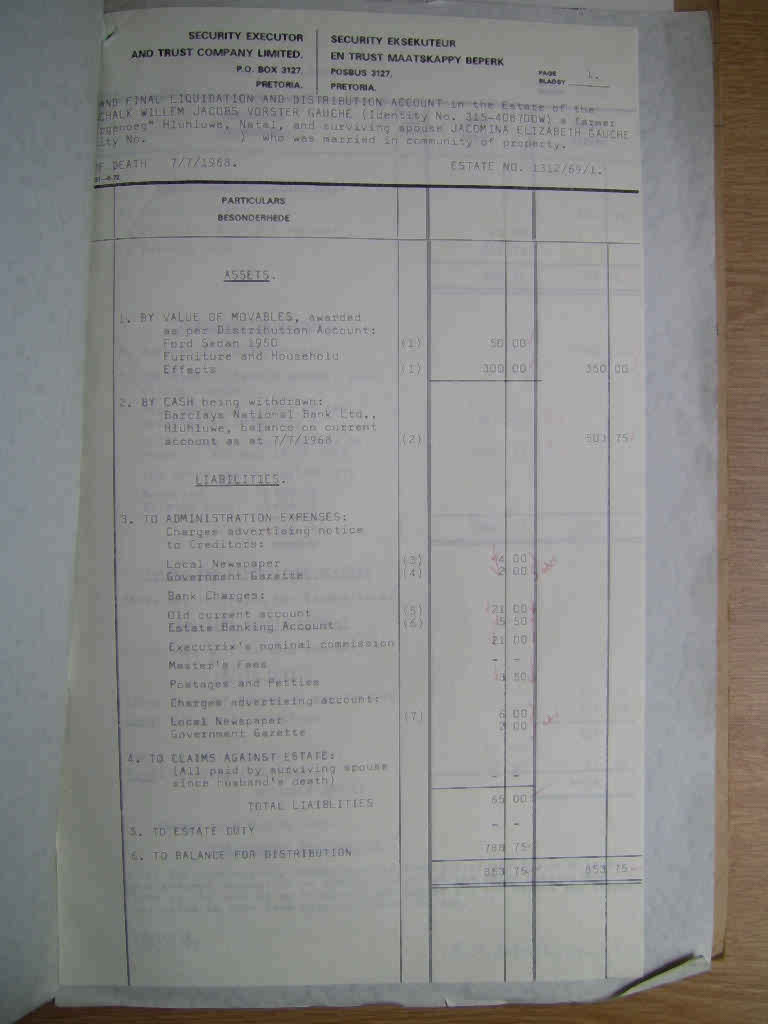 SECURITY EXECUTOR
AND TRUST COMPANY LIMITED.
P.O. BOX 3127,
PRETORIA.
SECURITY EKSEKUTEUR
EN TRUST MAATSKAPPY BEPERK
POSBUS 3127,
PRETORIA.
PAGE
BLADSY
AND FINAL LIQUIDATION AND DISTRIBUTION ACCOUNT in the Estate of the
CHALK WILLEM JACOBS VORSTER GAUCHE (Identity No. a farmer
Hluhluwe, Natal, and surviving spouse JACOMINA ELIZABETH GAUCHE
ity No. ) who was married in community of property.
OF DEATH 7/7/1968. ESTATE NO. 1312/69/1.
PARTICULARS
BESONDERHEDE
ASSETS.
1. BY VALUE OF MOVABLES, awarded
as per Distribution Account:
Ford Sedan 1950 (1) 50 00
Furniture and Household
Effects (1) 300 00 350 00
2. BY CASH being withdrawn:
Barclays National Bank Ltd.,
Hluhluwe, balance on current
account as at 7/7/1968 (2) 503 75
LIABILITIES.
3. TO ADMINISTRATION EXPENSES:
Charges advertising notice
to Creditors:
Local Newspaper (3) 4 00
Government Gazette (4) 2 00
Bank Charges:
Old current account (5) 21 00
Estate Banking Account (6) 5 50
Executrix's nominal commission 21 00
Master's Fees - -
Postages and Petties 3 50
Charges advertising account:
Local Newspaper (7) 6 00
Government Gazette 2 00
4. TO CLAIMS AGAINST ESTATE:
(All paid by surviving spouse
since husband's death) - -
TOTAL LIAIBLITIES 65 00
5. TO ESTATE DUTY - -
6. TO BALANCE FOR DISTRIBUTION 788 75
853 75 853 75